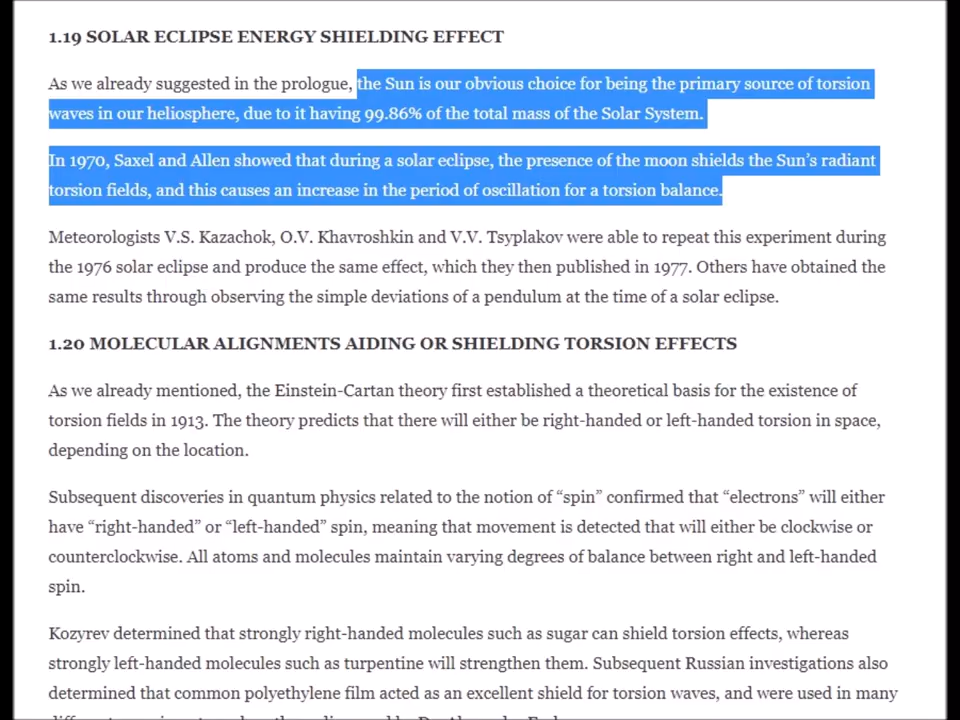 1.19 SOLAR ECLIPSE ENERGY SHIELDING EFFECT
As we already suggested in the prologue, the Sun is our obvious choice for being the primary source of torsion
waves in our heliosphere, due to it having 99.86% of the total mass of the Solar System.
In 1970, Saxel and Allen showed that during a solar eclipse, the presence of the moon shields the Sun's radiant
torsion fields, and this causes an increase in the period of oscillation for a torsion balance.
Meteorologists V.S. Kazachok, O.V. Khavroshkin and V.V. Tsyplakov were able to repeat this experiment during
the 1976 solar eclipse and produce the same effect, which they then published in 1977. Others have obtained the
same results through observing the simple deviations of a pendulum at the time of a solar eclipse.
1.20 MOLECULAR ALIGNMENTS AIDING OR SHIELDING TORSION EFFECTS
As we already mentioned, the Einstein-Cartan theory first established a theoretical basis for the existence of
torsion fields in 1913. The theory predicts that there will either be right-handed or left-handed torsion in space,
depending on the location.
Subsequent discoveries in quantum physics related to the notion of “spin” confirmed that “electrons” will either
have “right-handed” or “left-handed” spin, meaning that movement is detected that will either be clockwise or
counterclockwise. All atoms and molecules maintain varying degrees of balance between right and left-handed
spin.
Kozyrev determined that strongly right-handed molecules such as sugar can shield torsion effects, whereas
strongly left-handed molecules such as turpentine will strengthen them. Subsequent Russian investigations also
determined that common polyethylene film acted as an excellent shield for torsion waves, and were used in many